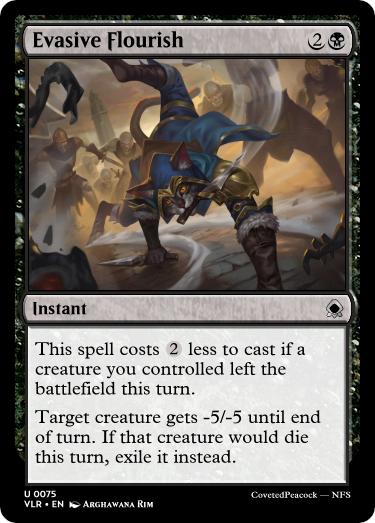 Evasive Flourish 2
Instant
This spell costs 2 less to cast if a
creature you controlled left the
battlefield this turn.
Target creature gets -5/-5 until end
of turn. If that creature would die
this turn, exile it instead.
U 0075
VLR • EN Arghawana Rim CovetedPeacock — NFS